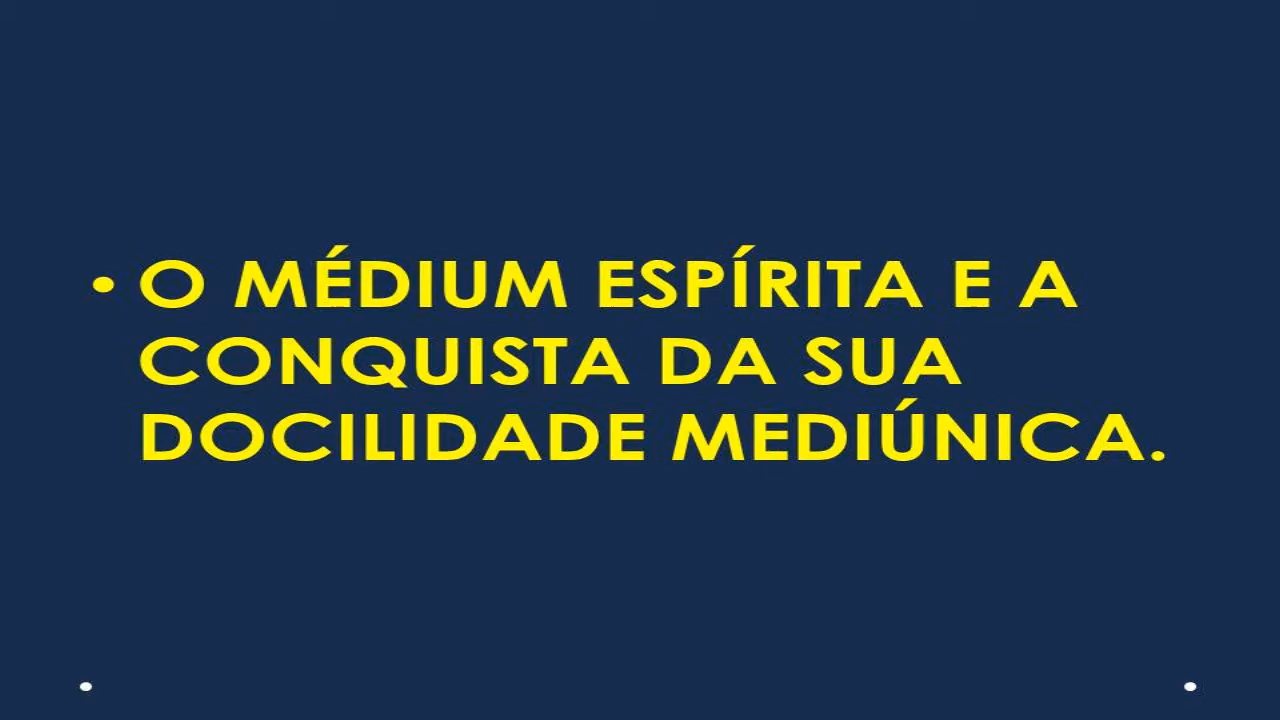 • O MÉDIUM ESPÍRITA E A
CONQUISTA DA SUA
DOCILIDADE MEDIÚNICA.